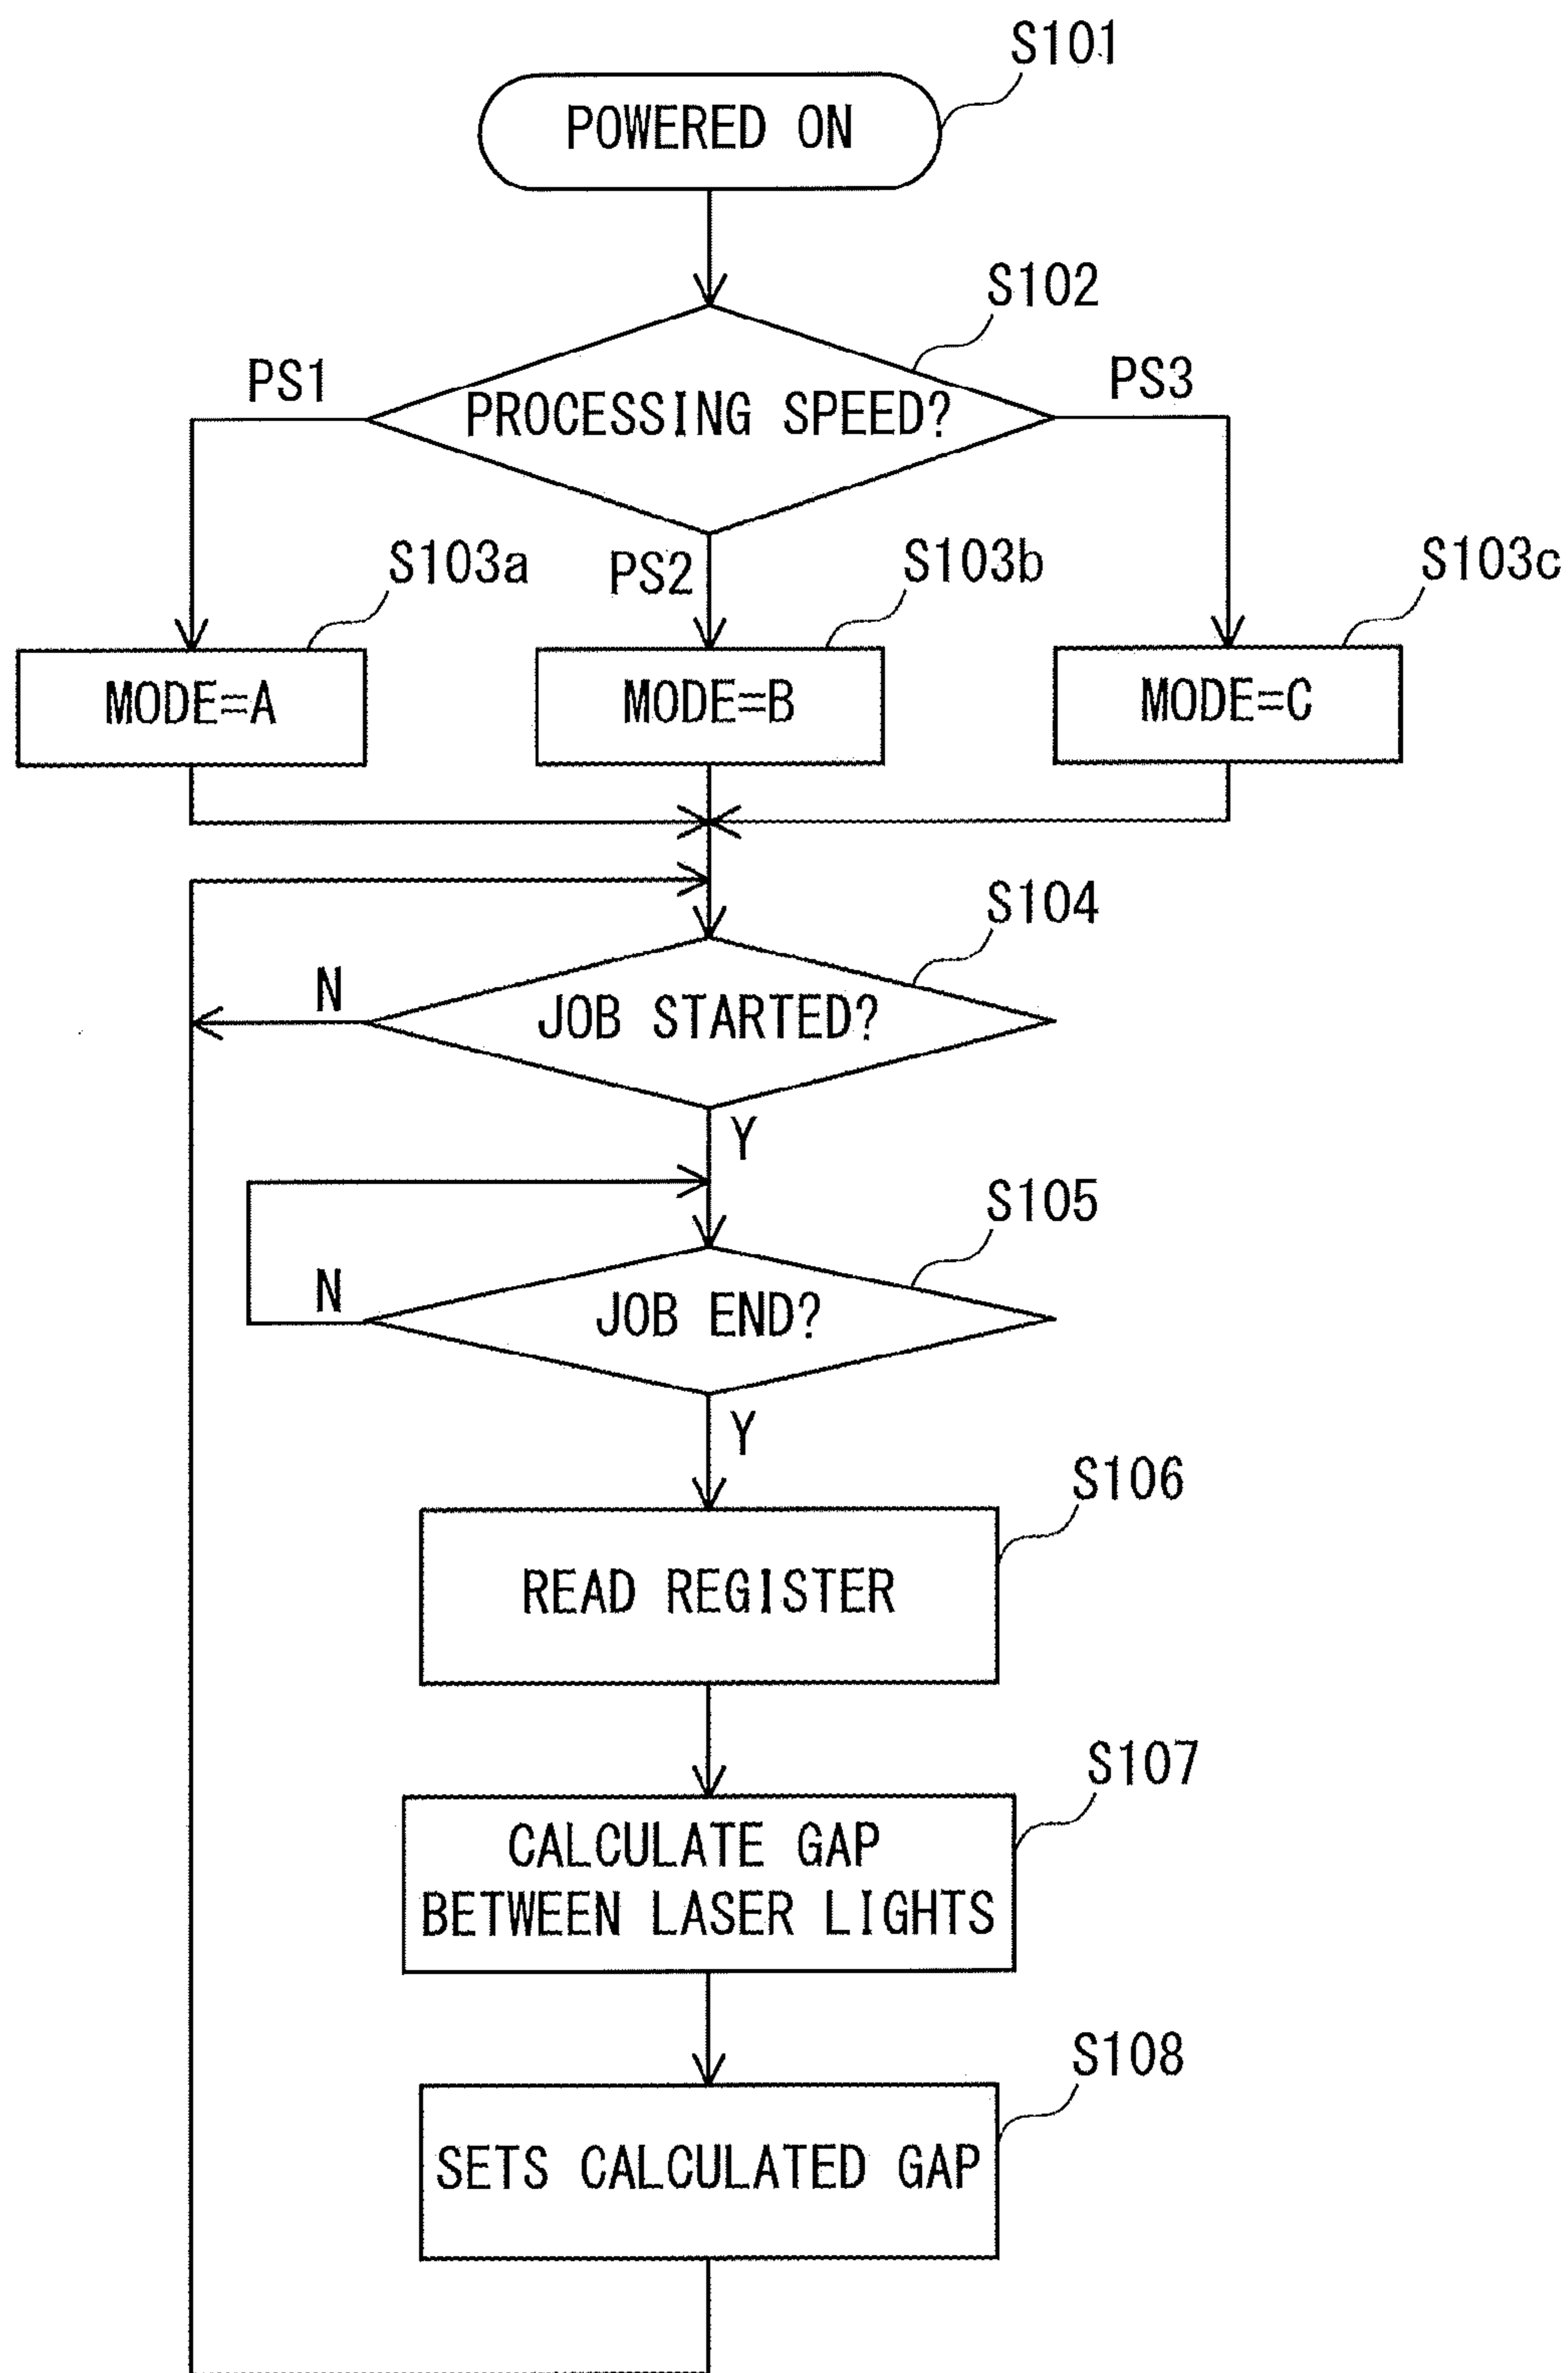 S101
POWERED ON
S102
PS1
PROCESSING SPEED?
PS3
S103a
PS2
S103b
S103c
MODE=A
MODE=B
MODE=C
S104
N
JOB STARTED?
Y
S105
N
JOB END?
Y
S106
READ REGISTER
S107
CALCULATE GAP
BETWEEN LASER LIGHTS
S108
SETS CALCULATED GAP